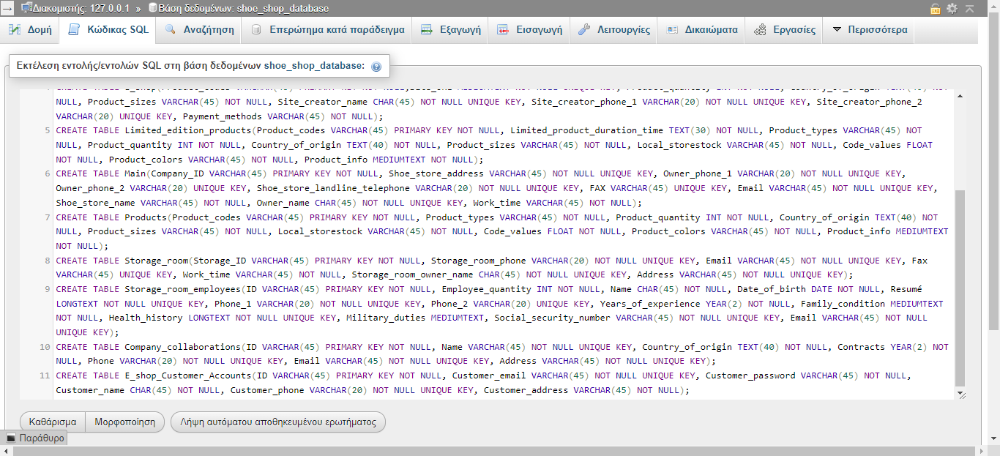 Διακομιστής: 127.0.0.1 » Βάση δεδομένων: shoe_shop_database
Δομή Κώδικας SQL Αναζήτηση Επερώτημα κατά παράδειγμα Εξαγωγή Εισαγωγή Λειτουργίες Δικαιώματα Εργασίες Περισσότερα
Εκτέλεση εντολής/εντολών SQL στη βάση δεδομένων shoe_shop_database:
NULL, Product_sizes VARCHAR(45) NOT NULL, Site_creator_name CHAR(45) NOT NULL UNIQUE KEY, Site_creator_phone_1 VARCHAR(20) NOT NULL UNIQUE KEY, Site_creator_phone_2
VARCHAR(20) UNIQUE KEY, Payment_methods VARCHAR(45) NOT NULL);
5 CREATE TABLE Limited_edition_products(Product_codes VARCHAR(45) PRIMARY KEY NOT NULL, Limited_product_duration_time TEXT(30) NOT NULL, Product_types VARCHAR(45) NOT
NULL, Product_quantity INT NOT NULL, Country_of_origin TEXT(40) NOT NULL, Product_sizes VARCHAR(45) NOT NULL, Local_storestock VARCHAR(45) NOT NULL, Code_values FLOAT
NOT NULL, Product_colors VARCHAR(45) NOT NULL, Product_info MEDIUMTEXT NOT NULL);
6 CREATE TABLE Main(Company_ID VARCHAR(45) PRIMARY KEY NOT NULL, Shoe_store_address VARCHAR(45) NOT NULL UNIQUE KEY, Owner_phone_1 VARCHAR(20) NOT NULL UNIQUE KEY,
Owner_phone_2 VARCHAR(20) UNIQUE KEY, Shoe_store_landline_telephone VARCHAR(20) NOT NULL UNIQUE KEY, FAX VARCHAR(45) UNIQUE KEY, Email VARCHAR(45) NOT NULL UNIQUE KEY,
Shoe_store_name VARCHAR(45) NOT NULL, Owner_name CHAR(45) NOT NULL UNIQUE KEY, Work_time VARCHAR(45) NOT NULL);
7 CREATE TABLE Products(Product_codes VARCHAR(45) PRIMARY KEY NOT NULL, Product_types VARCHAR(45) NOT NULL, Product_quantity INT NOT NULL, Country_of_origin TEXT(40) NOT
NULL, Product_sizes VARCHAR(45) NOT NULL, Local_storestock VARCHAR(45) NOT NULL, Code_values FLOAT NOT NULL, Product_colors VARCHAR(45) NOT NULL, Product_info MEDIUMTEXT
NOT NULL);
8 CREATE TABLE Storage_room(Storage_ID VARCHAR(45) PRIMARY KEY NOT NULL, Storage_room_phone VARCHAR(20) NOT NULL UNIQUE KEY, Email VARCHAR(45) NOT NULL UNIQUE KEY, Fax
VARCHAR(45) UNIQUE KEY, Work_time VARCHAR(45) NOT NULL, Storage_room_owner_name CHAR(45) NOT NULL UNIQUE KEY, Address VARCHAR(45) NOT NULL UNIQUE KEY);
9 CREATE TABLE Storage_room_employees(ID VARCHAR(45) PRIMARY KEY NOT NULL, Employee_quantity INT NOT NULL, Name CHAR(45) NOT NULL, Date_of_birth DATE NOT NULL, Resumé
LONGTEXT NOT NULL UNIQUE KEY, Phone_1 VARCHAR(20) NOT NULL UNIQUE KEY, Phone_2 VARCHAR(20) UNIQUE KEY, Years_of_experience YEAR(2) NOT NULL, Family_condition MEDIUMTEXT
NOT NULL, Health_history LONGTEXT NOT NULL UNIQUE KEY, Military_duties MEDIUMTEXT, Social_security_number VARCHAR(45) NOT NULL UNIQUE KEY, Email VARCHAR(45) NOT NULL
UNIQUE KEY);
10 CREATE TABLE Company_collaborations(ID VARCHAR(45) PRIMARY KEY NOT NULL, Name VARCHAR(45) NOT NULL UNIQUE KEY, Country_of_origin TEXT(40) NOT NULL, Contracts YEAR(2) NOT
NULL, Phone VARCHAR(20) NOT NULL UNIQUE KEY, Email VARCHAR(45) NOT NULL UNIQUE KEY, Address VARCHAR(45) NOT NULL UNIQUE KEY);
11 CREATE TABLE E_shop_Customer_Accounts(ID VARCHAR(45) PRIMARY KEY NOT NULL, Customer_email VARCHAR(45) NOT NULL UNIQUE KEY, Customer_password VARCHAR(45) NOT NULL,
Customer_name CHAR(45) NOT NULL, Customer_phone VARCHAR(20) NOT NULL UNIQUE KEY, Customer_address VARCHAR(45) NOT NULL);
Καθάρισμα Μορφοποίηση Λήψη αυτόματου αποθηκευμένου ερωτήματος
Παράθυρο